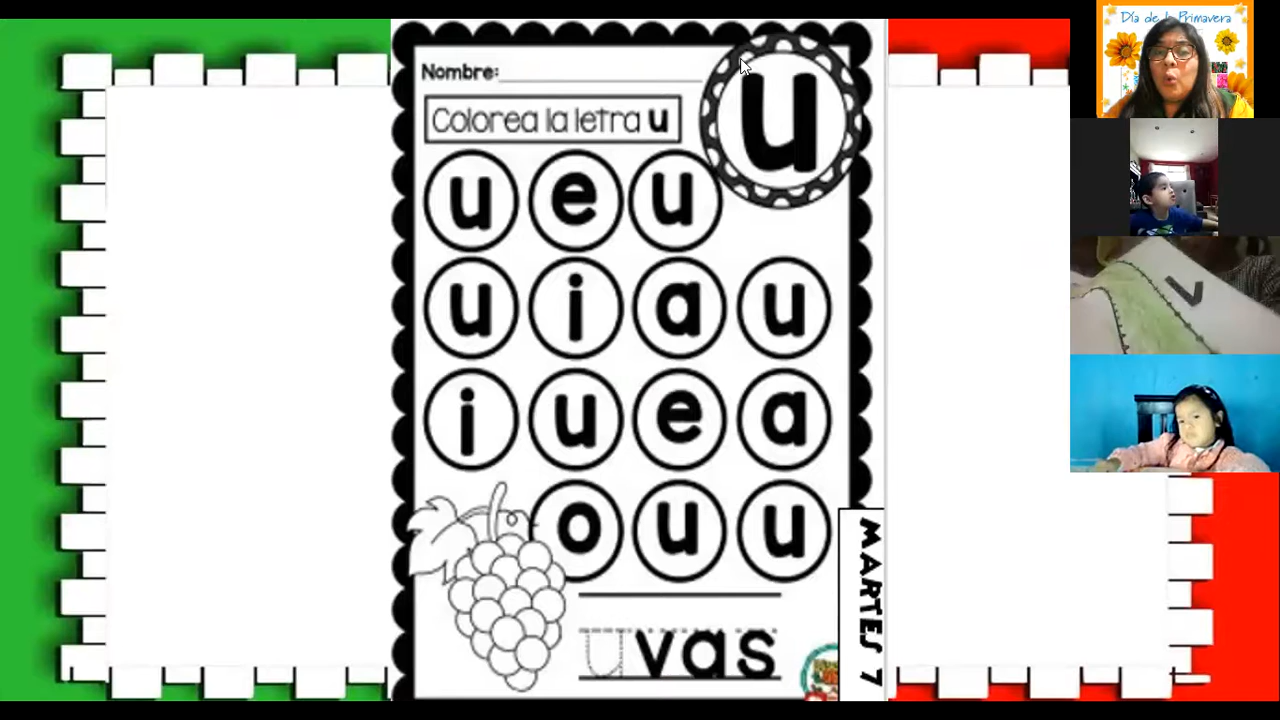 Nombre:
u
Colorea la letra u
u e u
u i a u
i u e a
o u u
uvas
MARTES 7
Día de la Primavera
V